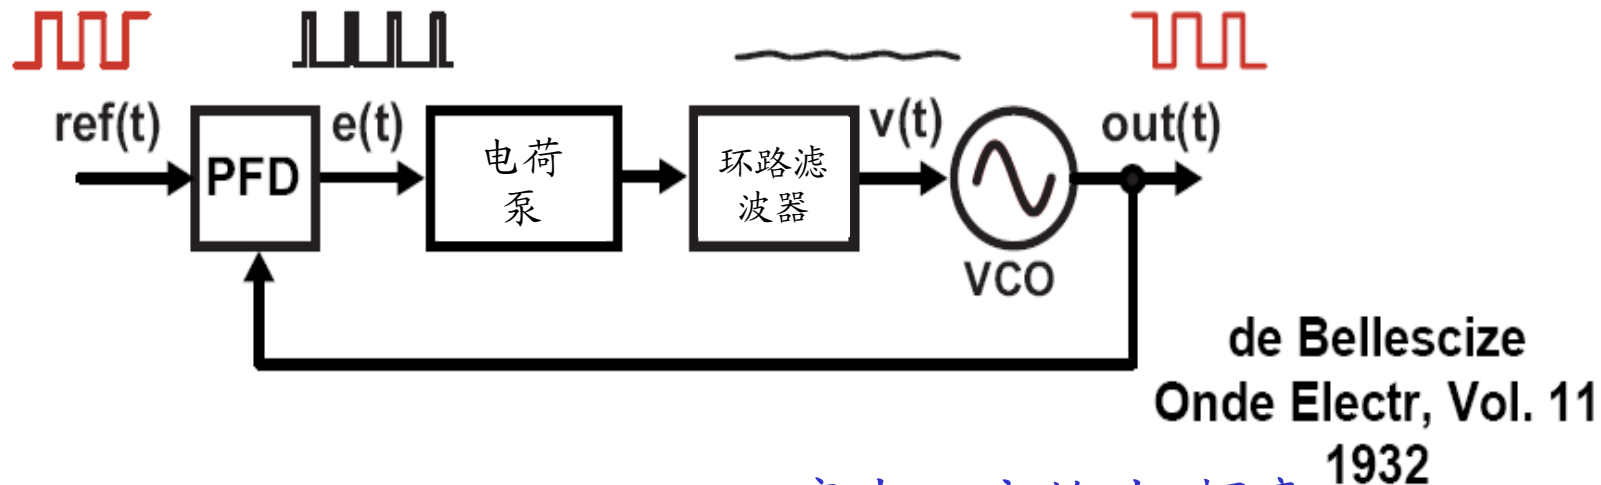 ref(t)
PFD
e(t)
电荷
泵
环路滤
波器
v(t)
VCO
out(t)
de Bellescize
Onde Electr, Vol. 11
1932